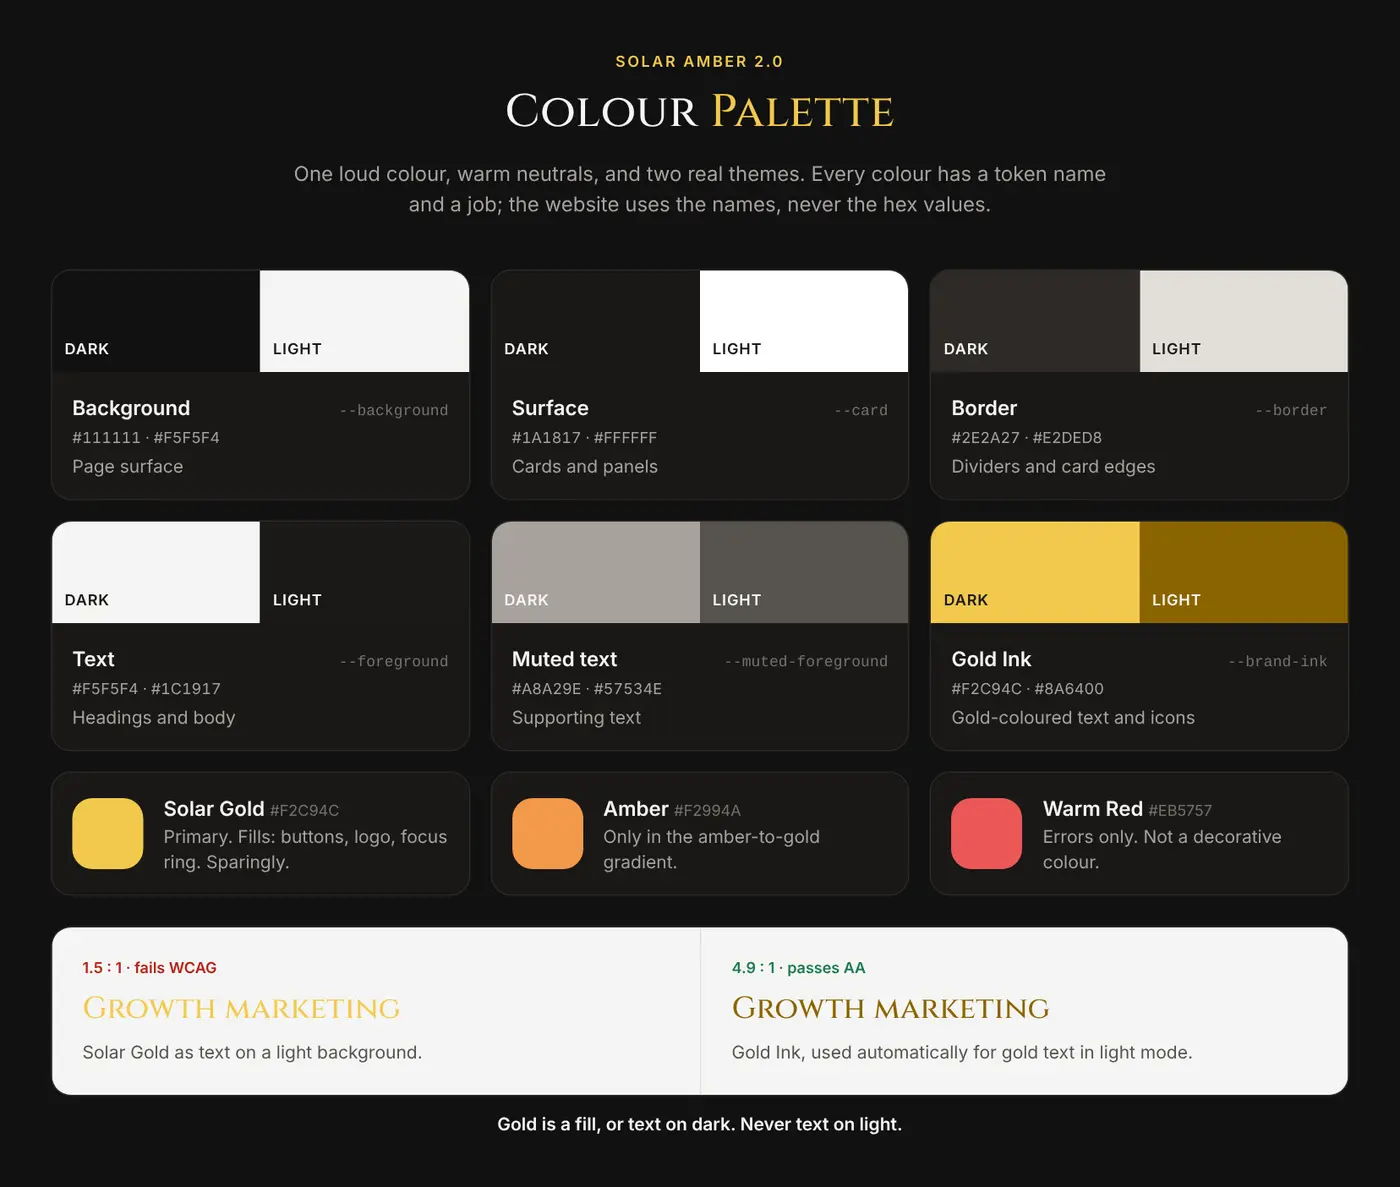 SOLAR AMBER 2.0
Colour Palette
One loud colour, warm neutrals, and two real themes. Every colour has a token name
and a job; the website uses the names, never the hex values.
DARK
LIGHT
Background
--background
#111111 · #F5F5F4
Page surface
DARK
LIGHT
Surface
--card
#1A1817 · #FFFFFF
Cards and panels
DARK
LIGHT
Border
--border
#2E2A27 · #E2DED8
Dividers and card edges
DARK
LIGHT
Text
--foreground
#F5F5F4 · #1C1917
Headings and body
DARK
LIGHT
Muted text
--muted-foreground
#A8A29E · #57534E
Supporting text
DARK
LIGHT
Gold Ink
--brand-ink
#F2C94C · #8A6400
Gold-coloured text and icons
Solar Gold #F2C94C
Primary. Fills: buttons, logo, focus
ring. Sparingly.
Amber #F2994A
Only in the amber-to-gold
gradient.
Warm Red #EB5757
Errors only. Not a decorative
colour.
1.5 : 1 · fails WCAG
Growth marketing
Solar Gold as text on a light background.
4.9 : 1 · passes AA
Growth marketing
Gold Ink, used automatically for gold text in light mode.
Gold is a fill, or text on dark. Never text on light.